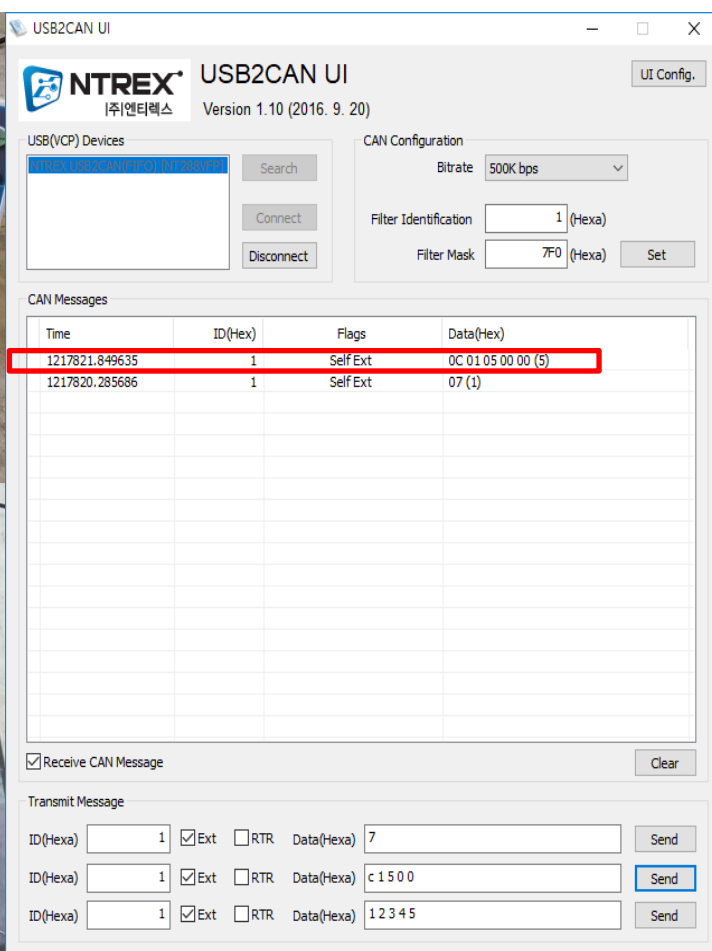 USB2CAN UI
NTREX
|주|엔티렉스
USB2CAN UI
Version 1.10 (2016. 9. 20)
UI Config.
USB(VCP) Devices
NTREX USB2CAN(FIFO) [NT288VFP]
Search
Connect
Disconnect
CAN Configuration
Bitrate 500K bps
Filter Identification 1 (Hexa)
Filter Mask 7F0 (Hexa) Set
CAN Messages
Time ID(Hex) Flags Data(Hex)
1217821.849635 1 Self Ext 0C 01 05 00 00 (5)
1217820.285686 1 Self Ext 07 (1)
Receive CAN Message Clear
Transmit Message
ID(Hexa) 1 Ext RTR Data(Hexa) 7 Send
ID(Hexa) 1 Ext RTR Data(Hexa) c 1 5 0 0 Send
ID(Hexa) 1 Ext RTR Data(Hexa) 1 2 3 4 5 Send